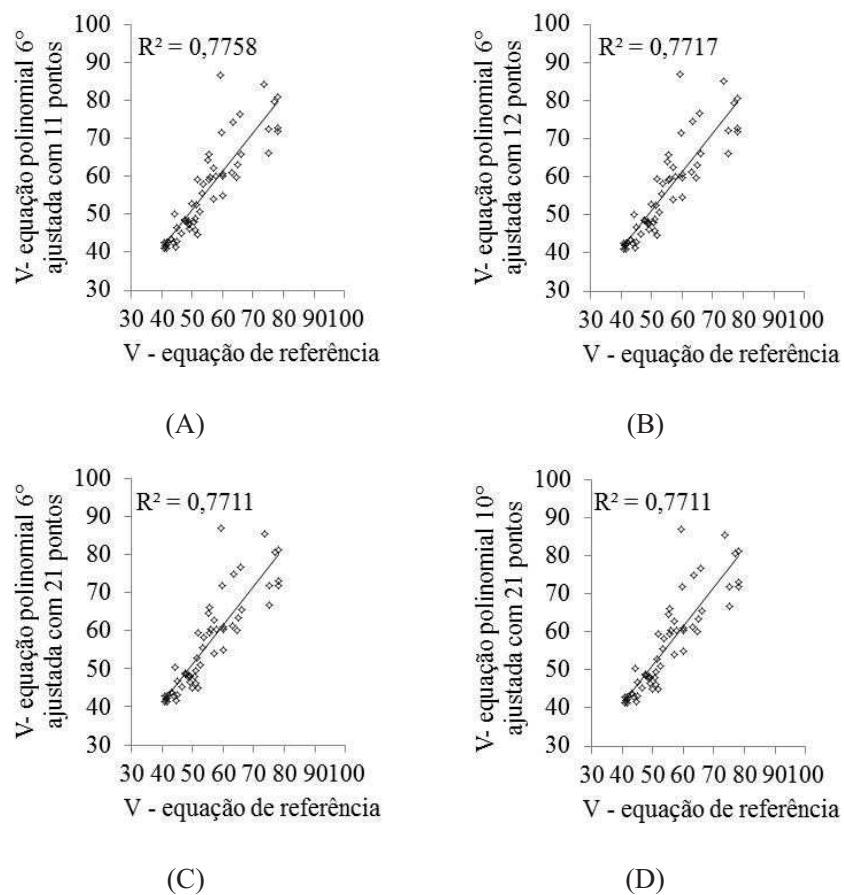 V- equação polinomial 6°
ajustada com 11 pontos
100
90
80
70
60
50
40
30
R² = 0,7758
30 40 50 60 70 80 90100
V - equação de referência
(A)
V- equação polinomial 6°
ajustada com 12 pontos
100
90
80
70
60
50
40
30
R² = 0,7717
30 40 50 60 70 80 90100
V - equação de referência
(B)
V- equação polinomial 6°
ajustada com 21 pontos
100
90
80
70
60
50
40
30
R² = 0,7711
30 40 50 60 70 80 90100
V - equação de referência
(C)
V- equação polinomial 10°
ajustada com 21 pontos
100
90
80
70
60
50
40
30
R² = 0,7711
30 40 50 60 70 80 90100
V - equação de referência
(D)